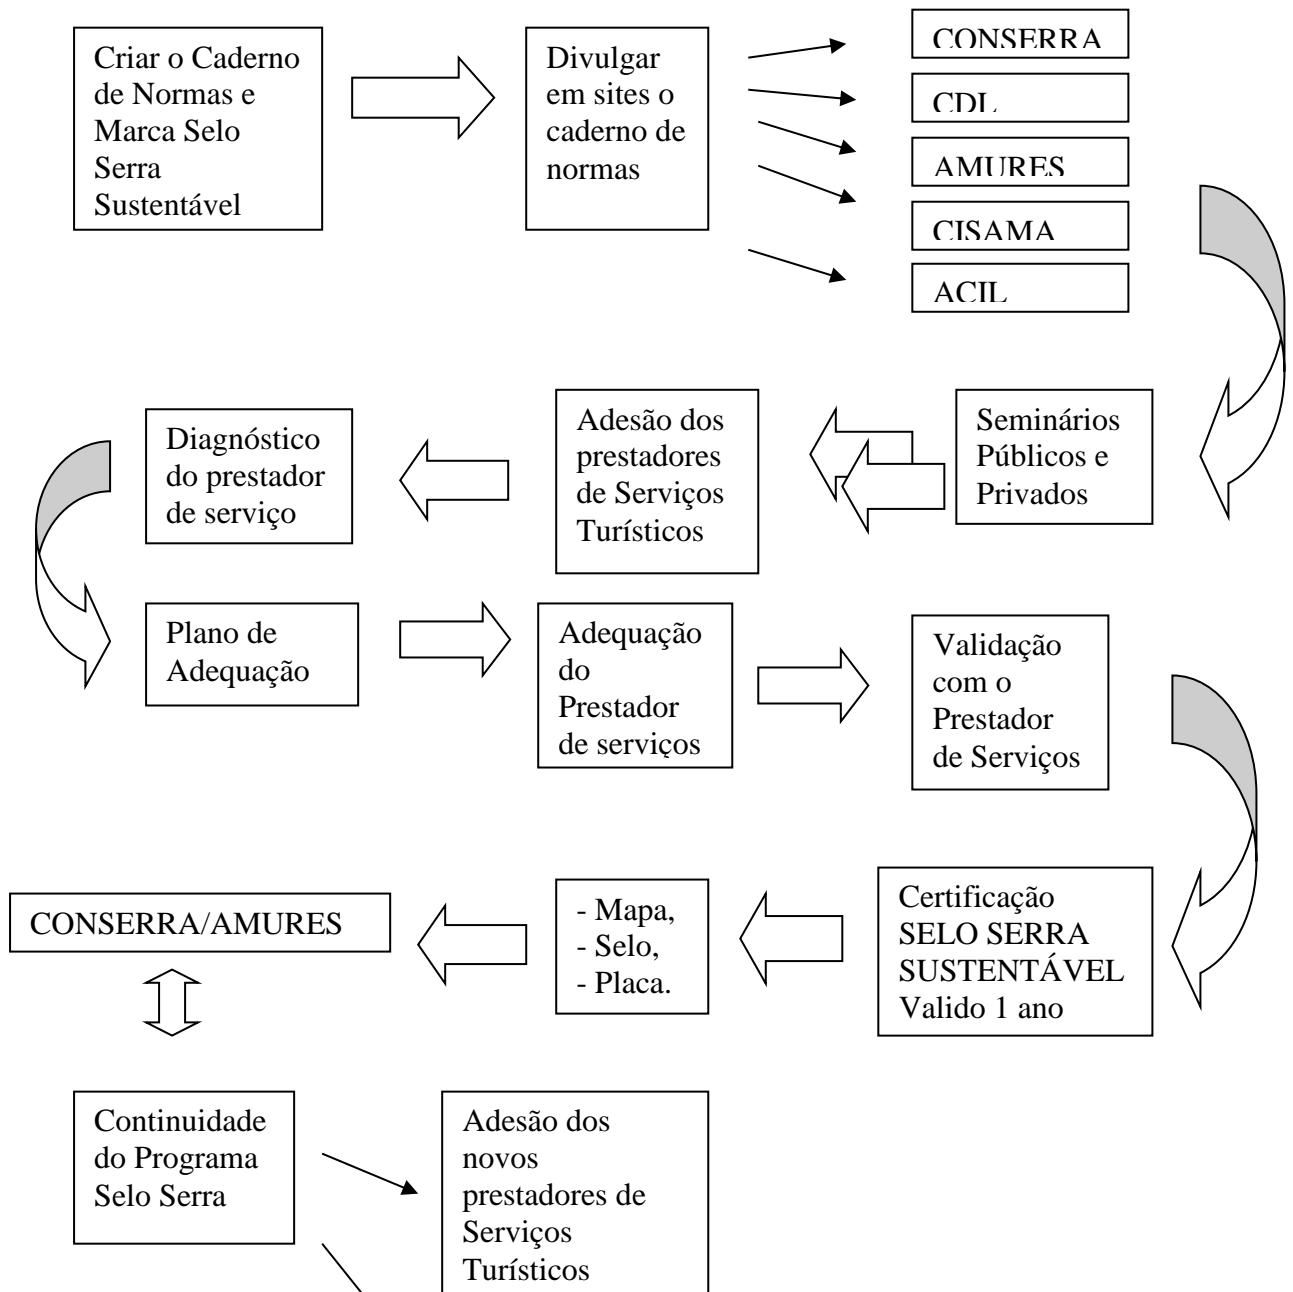 Criar o Caderno
de Normas e
Marca Selo
Serra
Sustentável
Divulgar
em sites o
caderno de
normas
CONSERRA
CDL
AMURES
CISAMA
ACIL
Seminários
Públicos e
Privados
Adesão dos
prestadores
de Serviços
Turísticos
Diagnóstico
do prestador
de serviço
Plano de
Adequação
Adequação
do
Prestador
de serviços
Validação
com o
Prestador
de Serviços
Certificação
SELO SERRA
SUSTENTÁVEL
Valido 1 ano
- Mapa,
- Selo,
- Placa.
CONSERRA/AMURES
Continuidade
do Programa
Selo Serra
Adesão dos
novos
prestadores de
Serviços
Turísticos